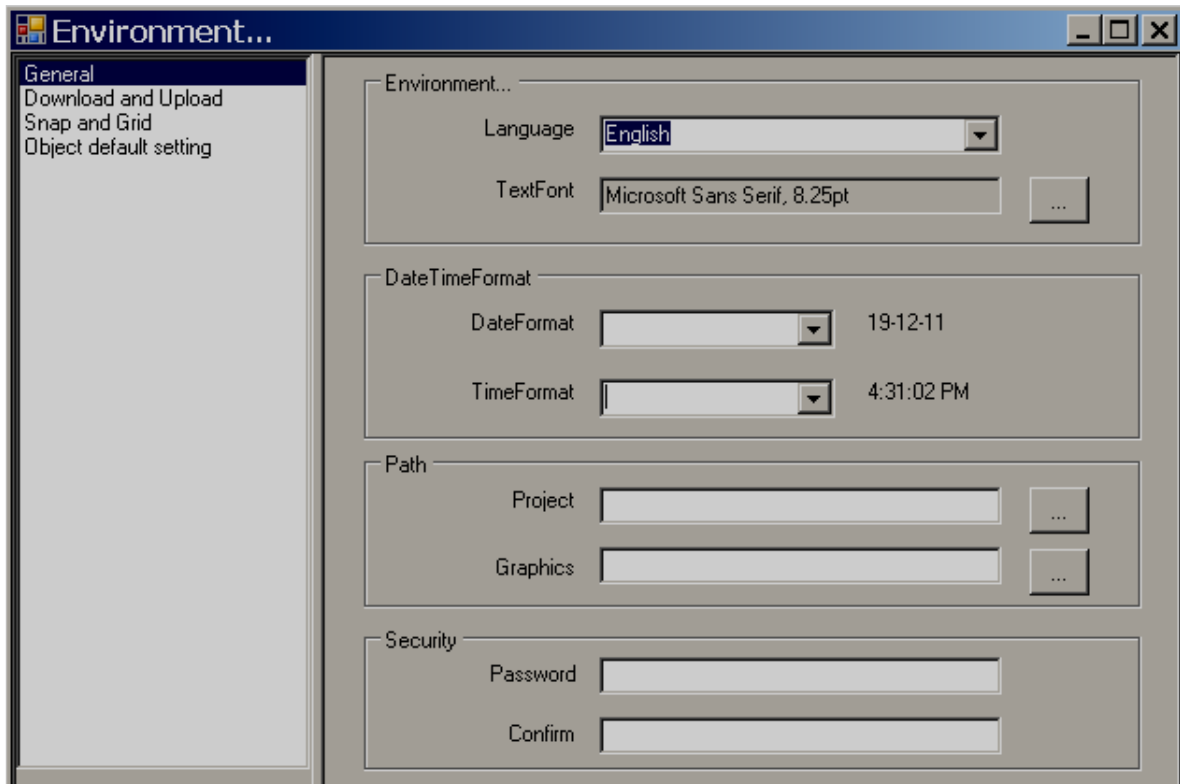 Environment...
General
Download and Upload
Snap and Grid
Object default setting
Environment...
Language English
TextFont Microsoft Sans Serif, 8.25pt ...
DateTimeFormat
DateFormat 19-12-11
TimeFormat 4:31:02 PM
Path
Project ...
Graphics ...
Security
Password
Confirm